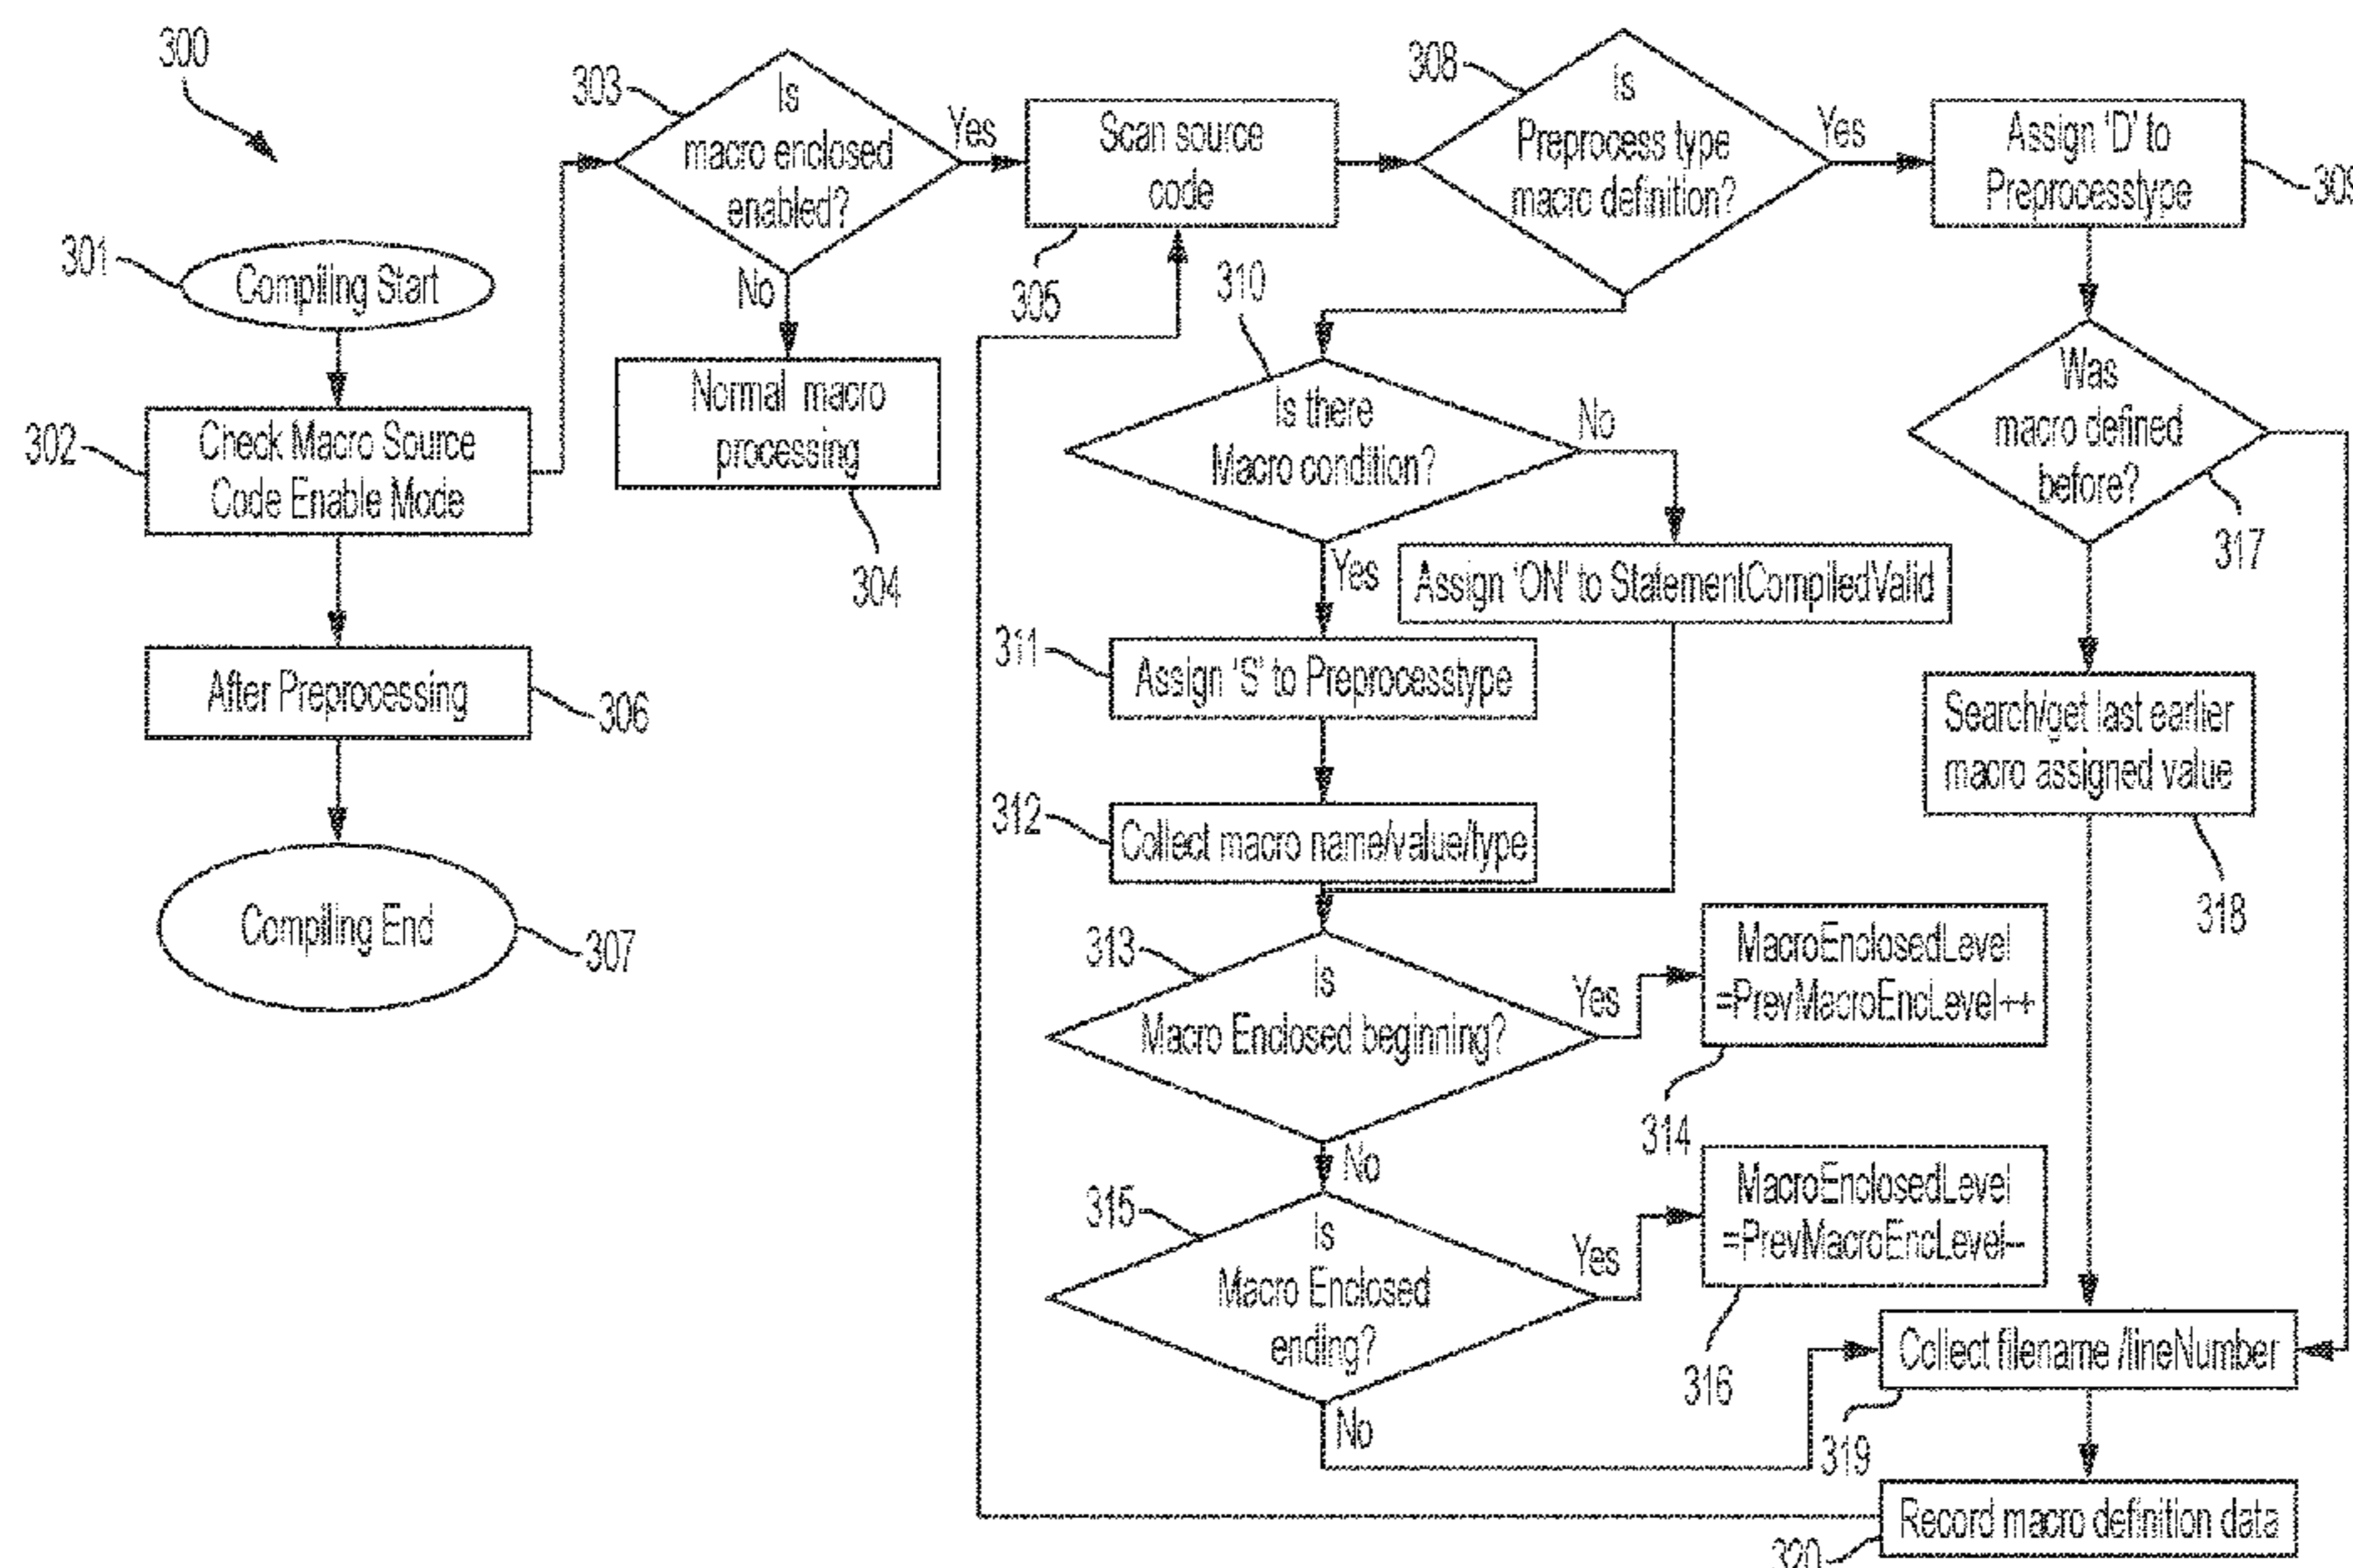 300
301
Compiling Start
302
Check Macro Source
Code Enable Mode
After Preprocessing
306
Compiling End
307
303
Is
macro enclosed
enabled?
Yes
No
Normal macro
processing
304
Scan source
code
305
308
Is
Preprocess type
macro definition?
Yes
Assign 'D' to
Preprocesstype
309
310
Is there
Macro condition?
No
Yes
Assign 'ON' to StatementCompiledValid
311
Assign 'S' to Preprocesstype
312
Collect macro name/value/type
313
Is
Macro Enclosed beginning?
Yes
No
MacroEnclosedLevel
=PrevMacroEncLevel++
314
315
Is
Macro Enclosed
ending?
Yes
No
MacroEnclosedLevel
=PrevMacroEncLevel--
316
Was
macro defined
before?
317
Search/get last earlier
macro assigned value
318
Collect filename /lineNumber
319
Record macro definition data
320